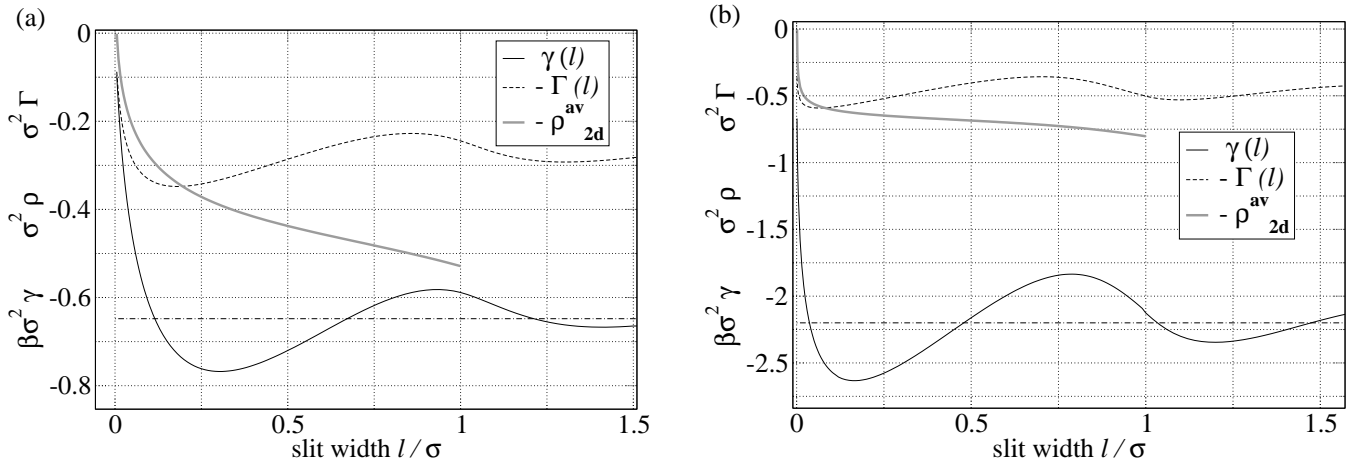 (a)
0
-0.2
-0.4
-0.6
-0.8
βσ² γ σ² ρ σ² Γ
γ (l)
- Γ (l)
- ρ^av_2d
0 0.5 1 1.5
slit width l / σ
(b)
0
-0.5
-1
-1.5
-2
-2.5
βσ² γ σ² ρ σ² Γ
γ (l)
- Γ (l)
- ρ^av_2d
0 0.5 1 1.5
slit width l / σ